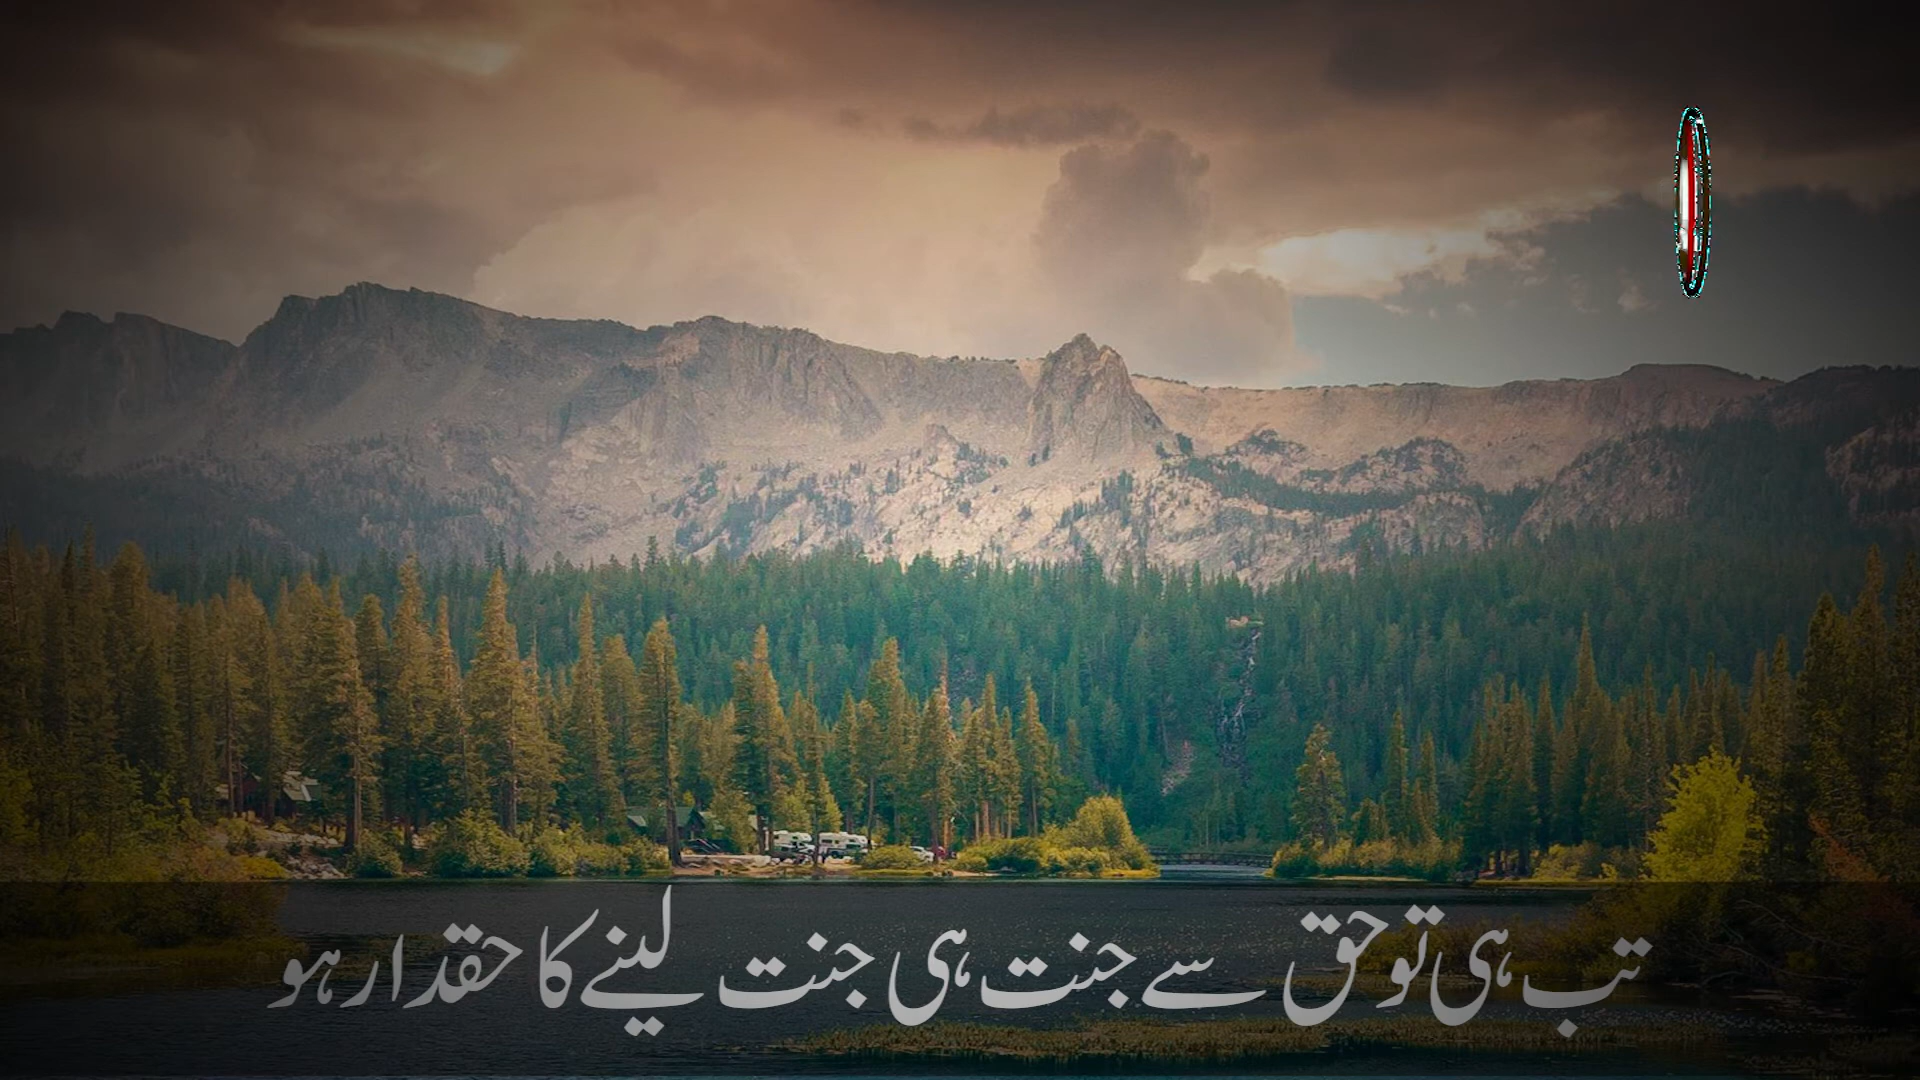 تب ہی تو حق سے جنت ہی جنت لینے کا حقدار ہو